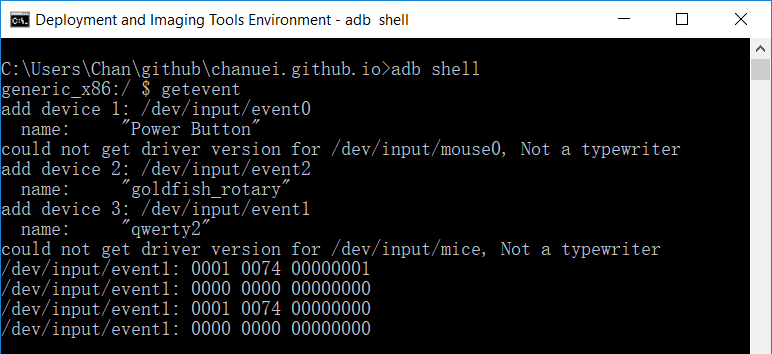 Deployment and Imaging Tools Environment - adb  shell
C:\Users\Chan\github\chanuei.github.io>adb shell
generic_x86:/ $ getevent
add device 1: /dev/input/event0
  name:     "Power Button"
could not get driver version for /dev/input/mouse0, Not a typewriter
add device 2: /dev/input/event2
  name:     "goldfish_rotary"
add device 3: /dev/input/event1
  name:     "qwerty2"
could not get driver version for /dev/input/mice, Not a typewriter
/dev/input/event1: 0001 0074 00000001
/dev/input/event1: 0000 0000 00000000
/dev/input/event1: 0001 0074 00000000
/dev/input/event1: 0000 0000 00000000